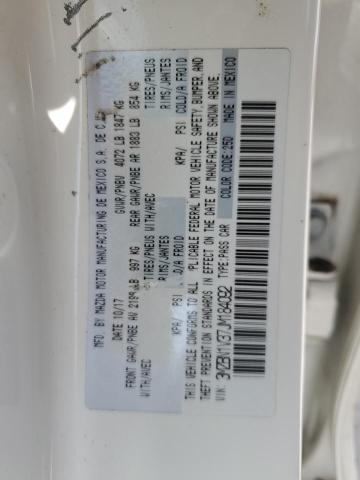 MFD. BY MAZDA MOTOR MANUFACTURING DE MEXICO S.A. DE C.
DATE 10/17 GVWR/PNBV 4072 LB 1847 KG
FRONT GAWR/PNBE AV 2199 LB 997 KG REAR GAWR/PNBE AR 1883 LB 854 KG
WITH/AVEC TIRES/PNEUS WITH/AVEC TIRES/PNEUS
RIMS/JANTES RIMS/JANTES
KPA/ PSI COLD/A FROID KPA/ PSI COLD/A FROID
THIS VEHICLE CONFORMS TO ALL APPLICABLE FEDERAL MOTOR VEHICLE SAFETY, BUMPER, AND
THEFT PREVENTION STANDARDS IN EFFECT ON THE DATE OF MANUFACTURE SHOWN ABOVE.
VIN: TYPE:PASS CAR COLOR CODE:25D MADE IN MEXICO